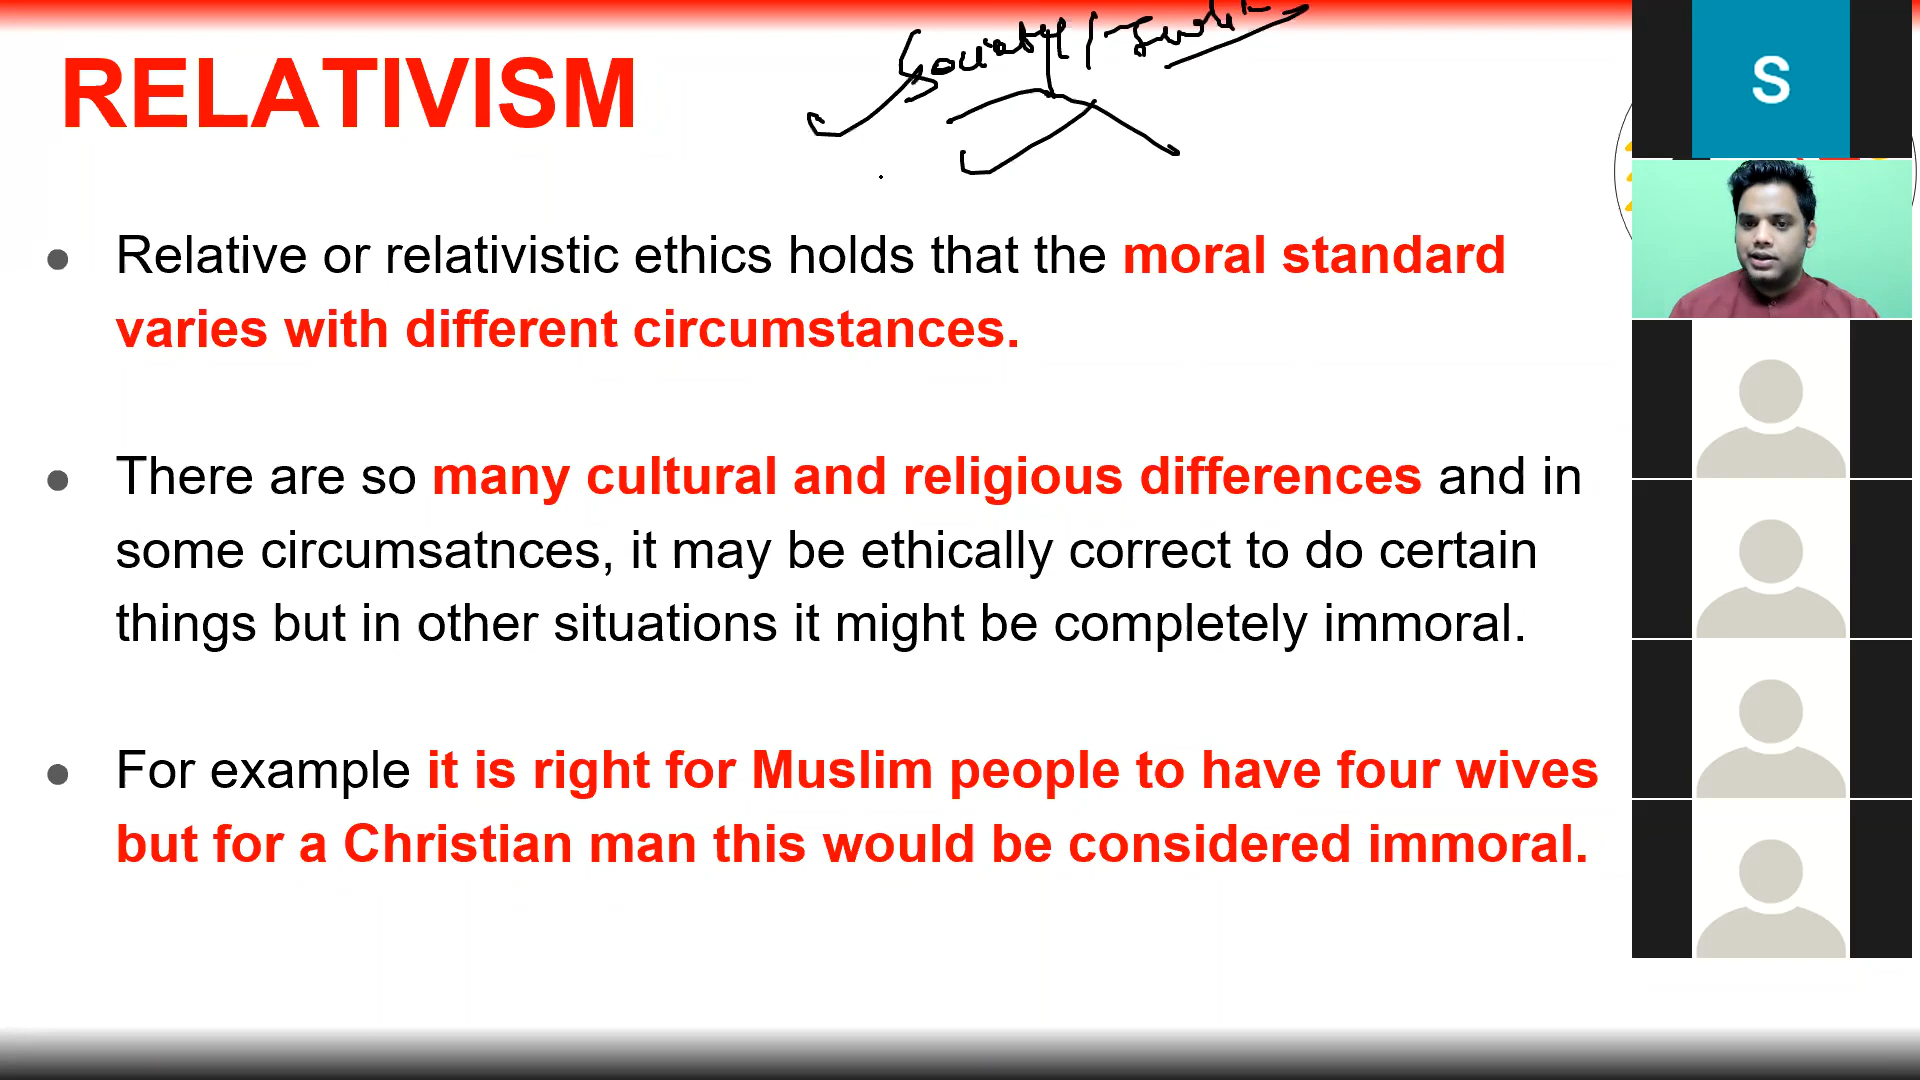 Society /
RELATIVISM
S
Relative or relativistic ethics holds that the moral standard
varies with different circumstances.
There are so many cultural and religious differences and in
some circumsatnces, it may be ethically correct to do certain
things but in other situations it might be completely immoral.
For example it is right for Muslim people to have four wives
but for a Christian man this would be considered immoral.